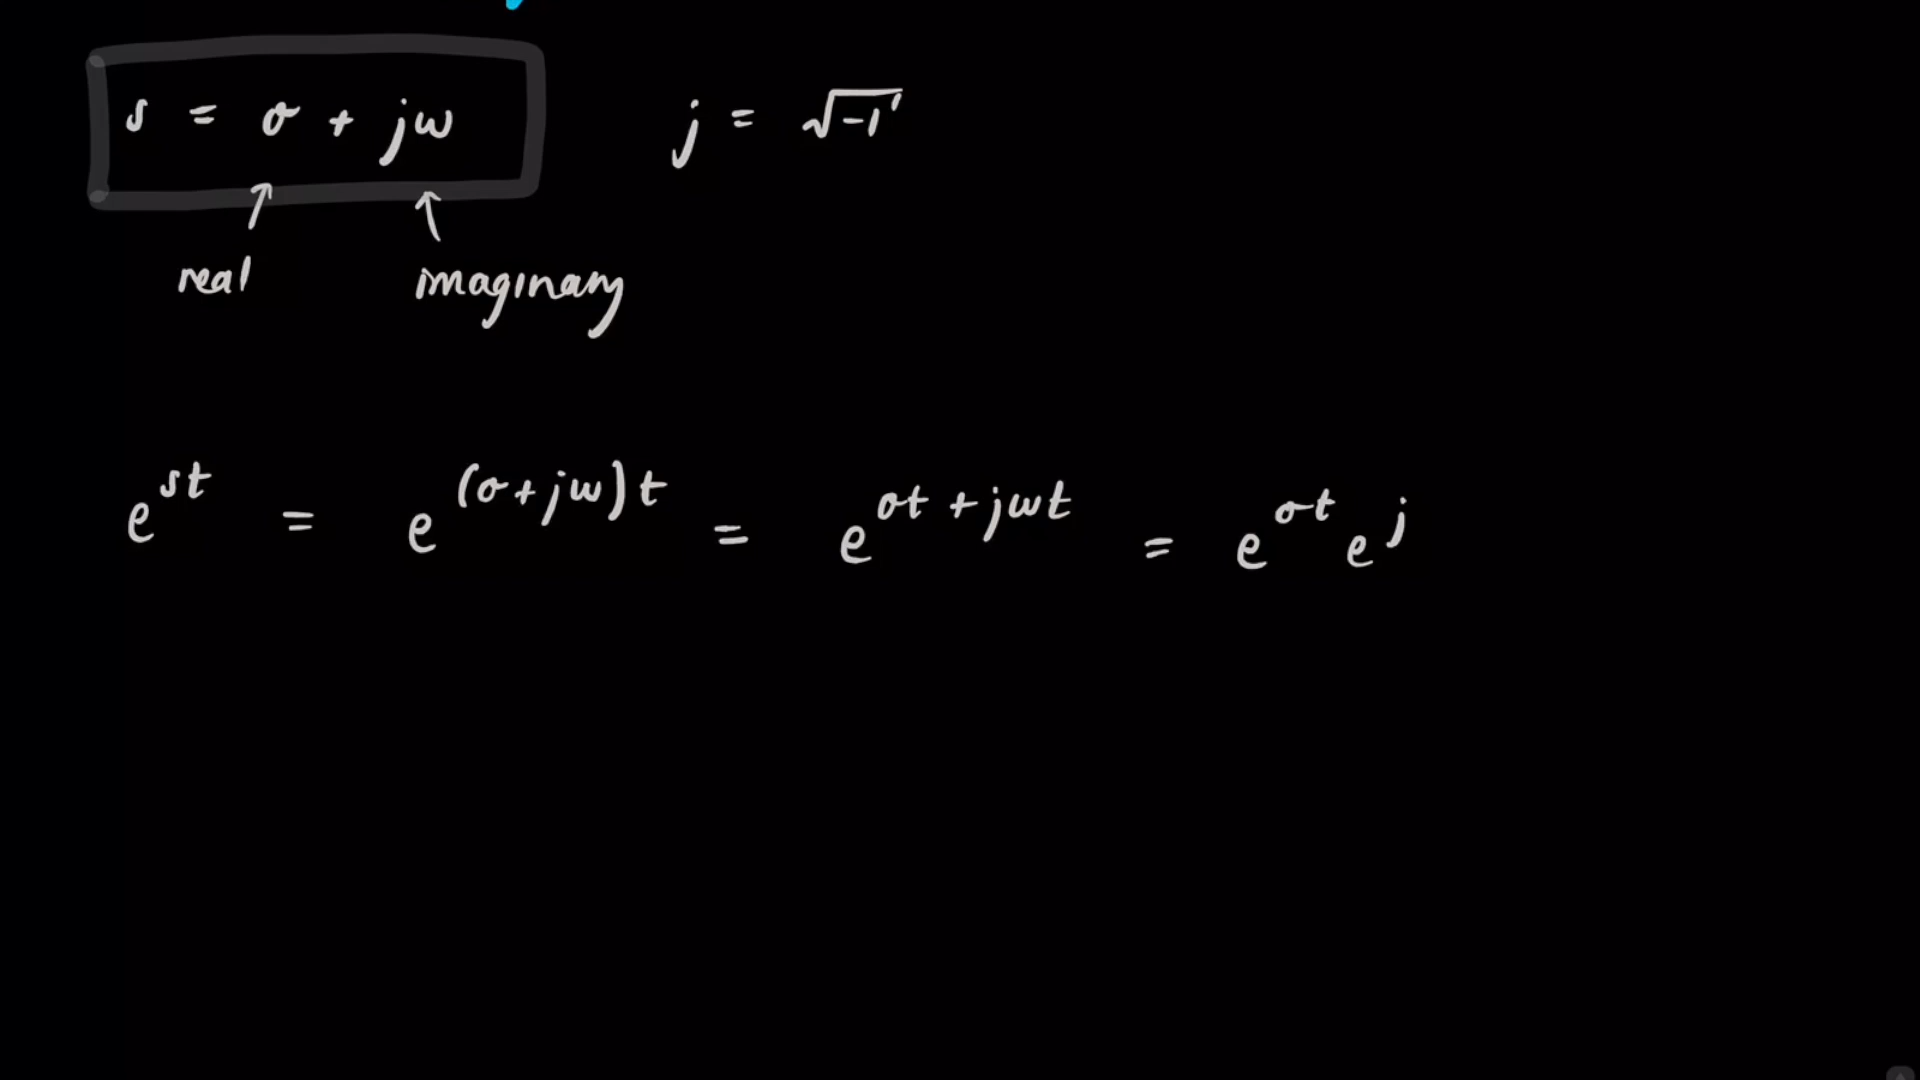 s = σ + jω j = √-1
real imaginary
e^{st} = e^{(σ+jω)t} = e^{σt + jωt} = e^{σt} e^{j